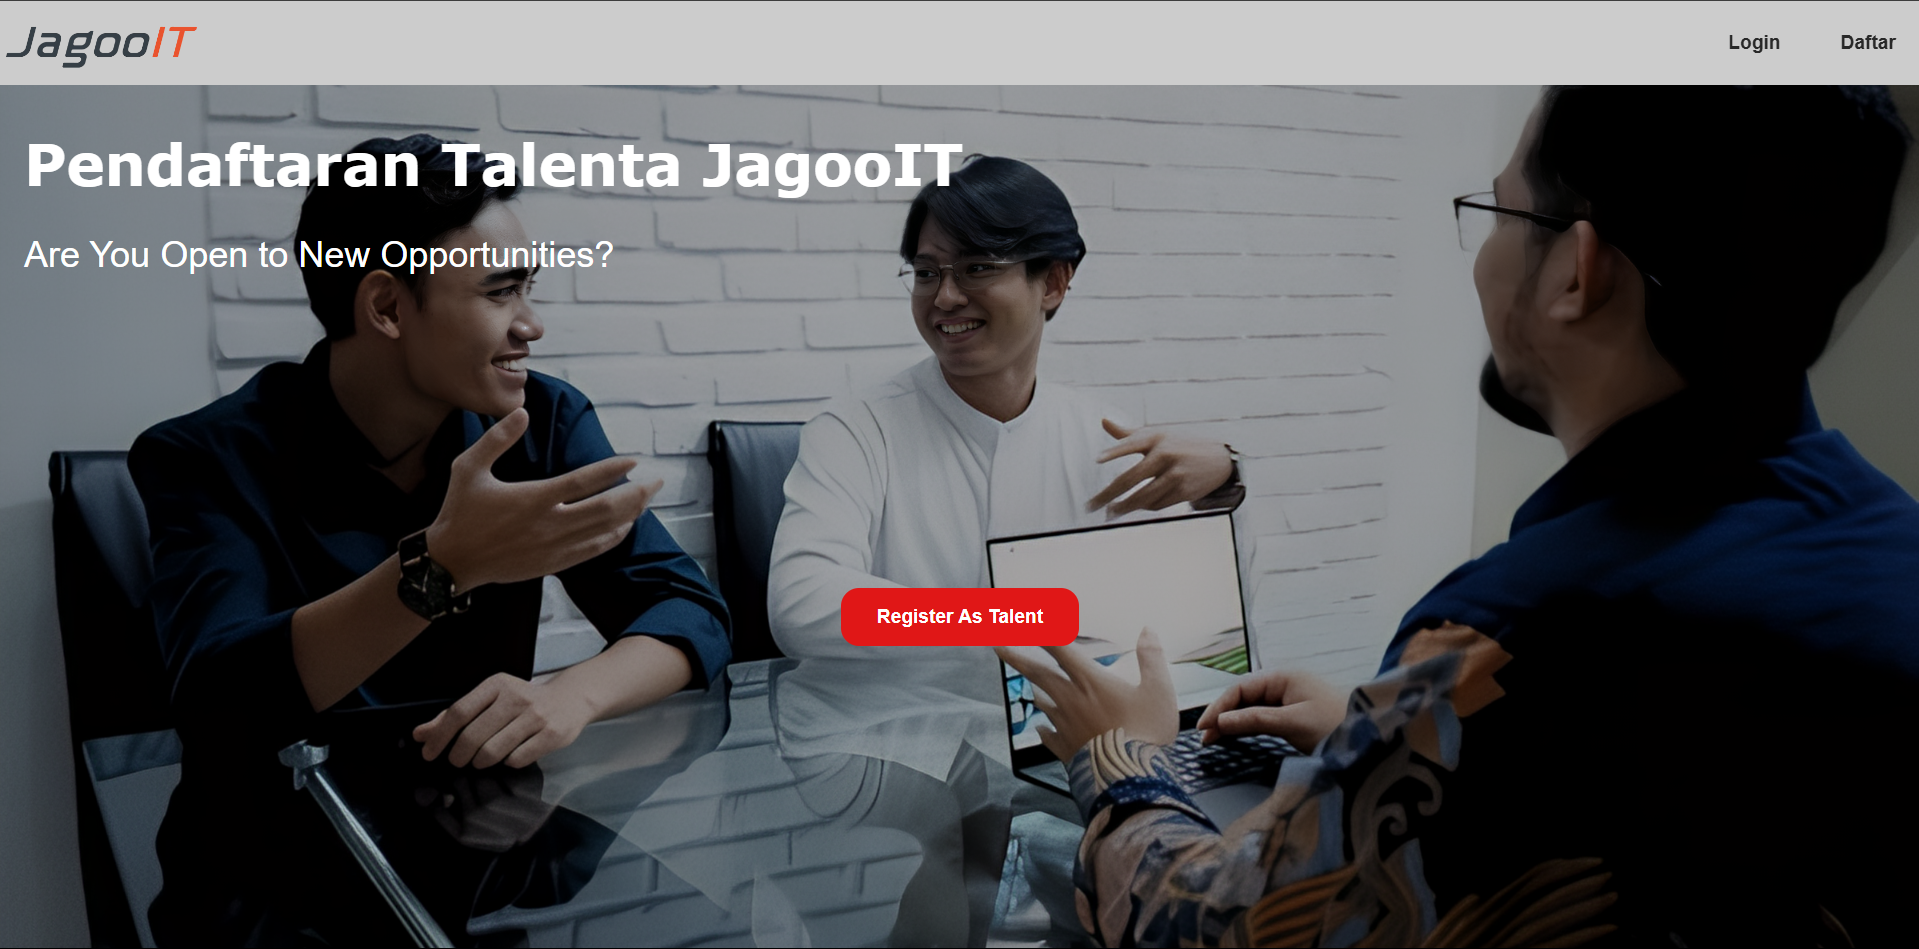 JagooIT
Login
Daftar
Pendaftaran Talenta JagooIT
Are You Open to New Opportunities?
Register As Talent